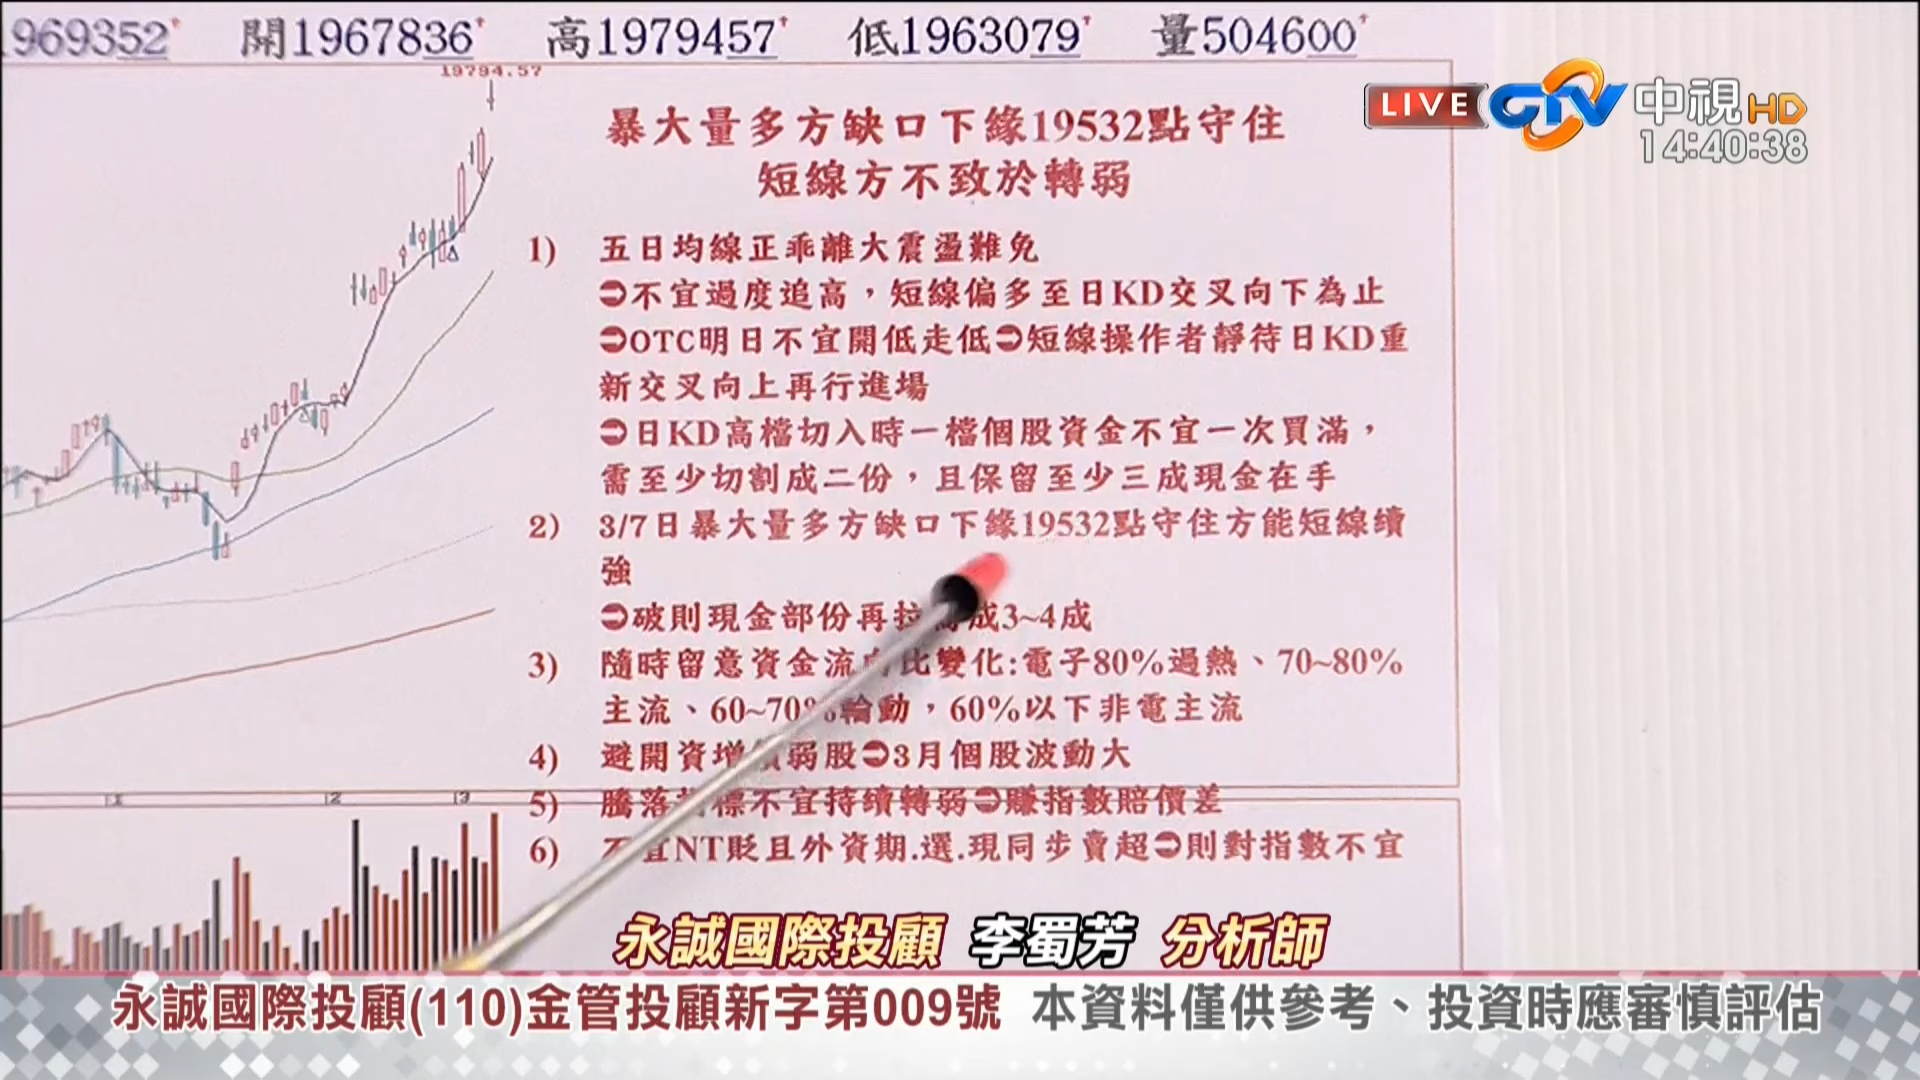 1969352↑ 開1967836↑ 高1979457↑ 低1963079↑ 量504600↑
19794.57
LIVE CTV 中視HD
14:40:38
暴大量多方缺口下緣19532點守住
短線方不致於轉弱
1) 五日均線正乖離大震盪難免
➲不宜過度追高，短線偏多至日KD交叉向下為止
➲OTC明日不宜開低走低➲短線操作者靜待日KD重
新交叉向上再行進場
➲日KD高檔切入時一檔個股資金不宜一次買滿，
需至少切割成二份，且保留至少三成現金在手
2) 3/7日暴大量多方缺口下緣19532點守住方能短線續
強
➲破則現金部份再拉 成3~4成
3) 隨時留意資金流 比變化:電子80%過熱、70~80%
主流、60~70%輪動，60%以下非電主流
4) 避開資增 弱股➲3月個股波動大
5) 騰落 標不宜持續轉弱➲賺指數賠價差
6) 不宜NT貶且外資期.選.現同步賣超➲則對指數不宜
1 2 3
永誠國際投顧 李蜀芳 分析師
永誠國際投顧(110)金管投顧新字第009號 本資料僅供參考、投資時應審慎評估